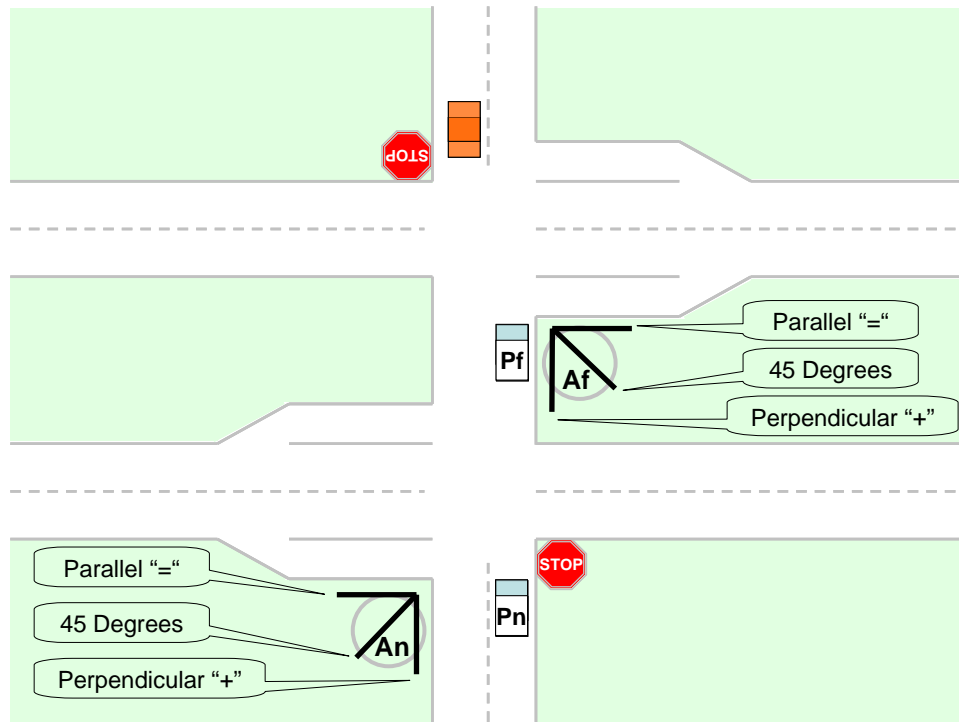 STOP
Parallel “=“
Pf
Af
45 Degrees
Perpendicular “+”
STOP
Parallel “=“
45 Degrees
Pn
An
Perpendicular “+”